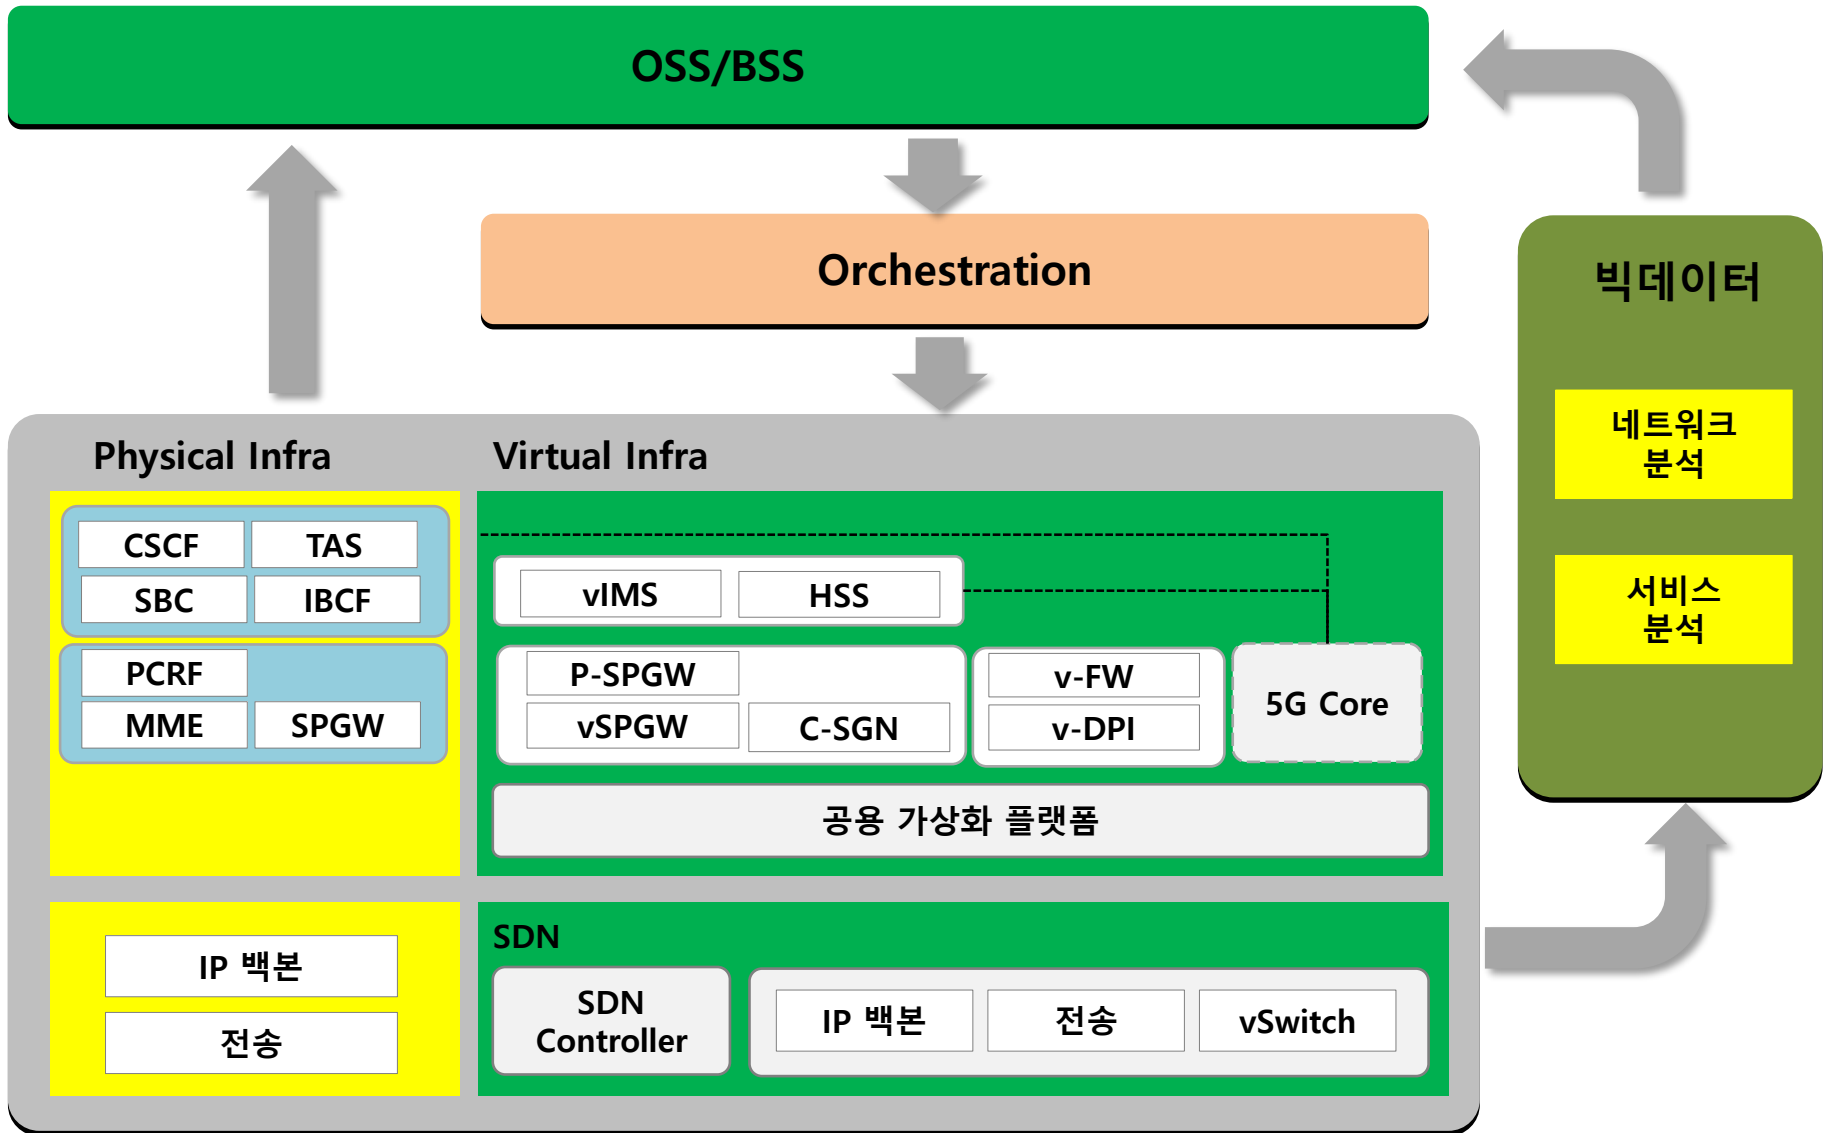 OSS/BSS
Orchestration
빅데이터
네트워크
분석
서비스
분석
Physical Infra
CSCF
TAS
SBC
IBCF
PCRF
MME
SPGW
IP 백본
전송
Virtual Infra
vIMS
HSS
P-SPGW
vSPGW
C-SGN
v-FW
v-DPI
5G Core
공용 가상화 플랫폼
SDN
SDN
Controller
IP 백본
전송
vSwitch